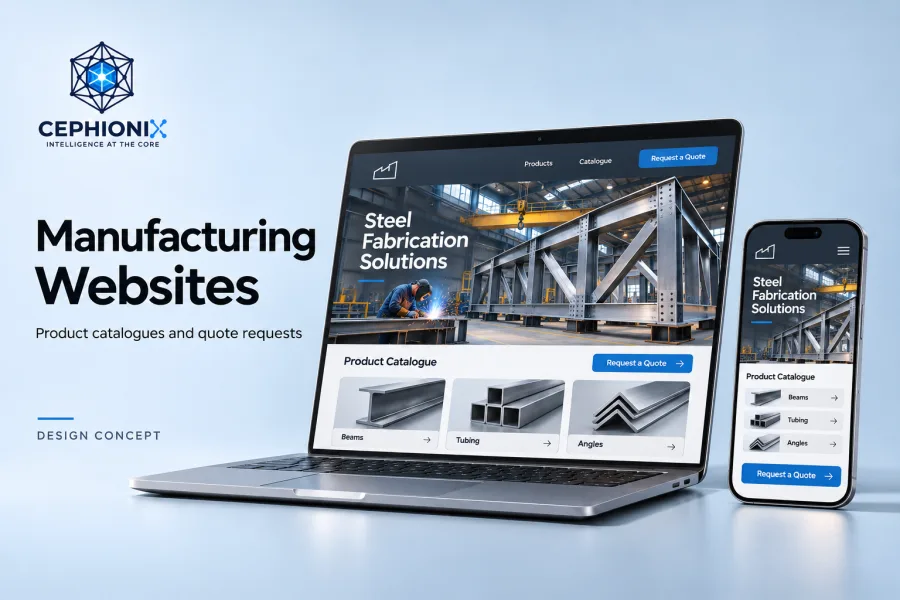 CEPHIONIX
INTELLIGENCE AT THE CORE
Manufacturing
Websites
Product catalogues and quote requests
DESIGN CONCEPT
Products
Catalogue
Request a Quote
Steel
Fabrication
Solutions
Product Catalogue
Request a Quote →
Beams →
Tubing →
Angles →
Steel
Fabrication
Solutions
Product Catalogue
Beams →
Tubing →
Angles →
Request a Quote →